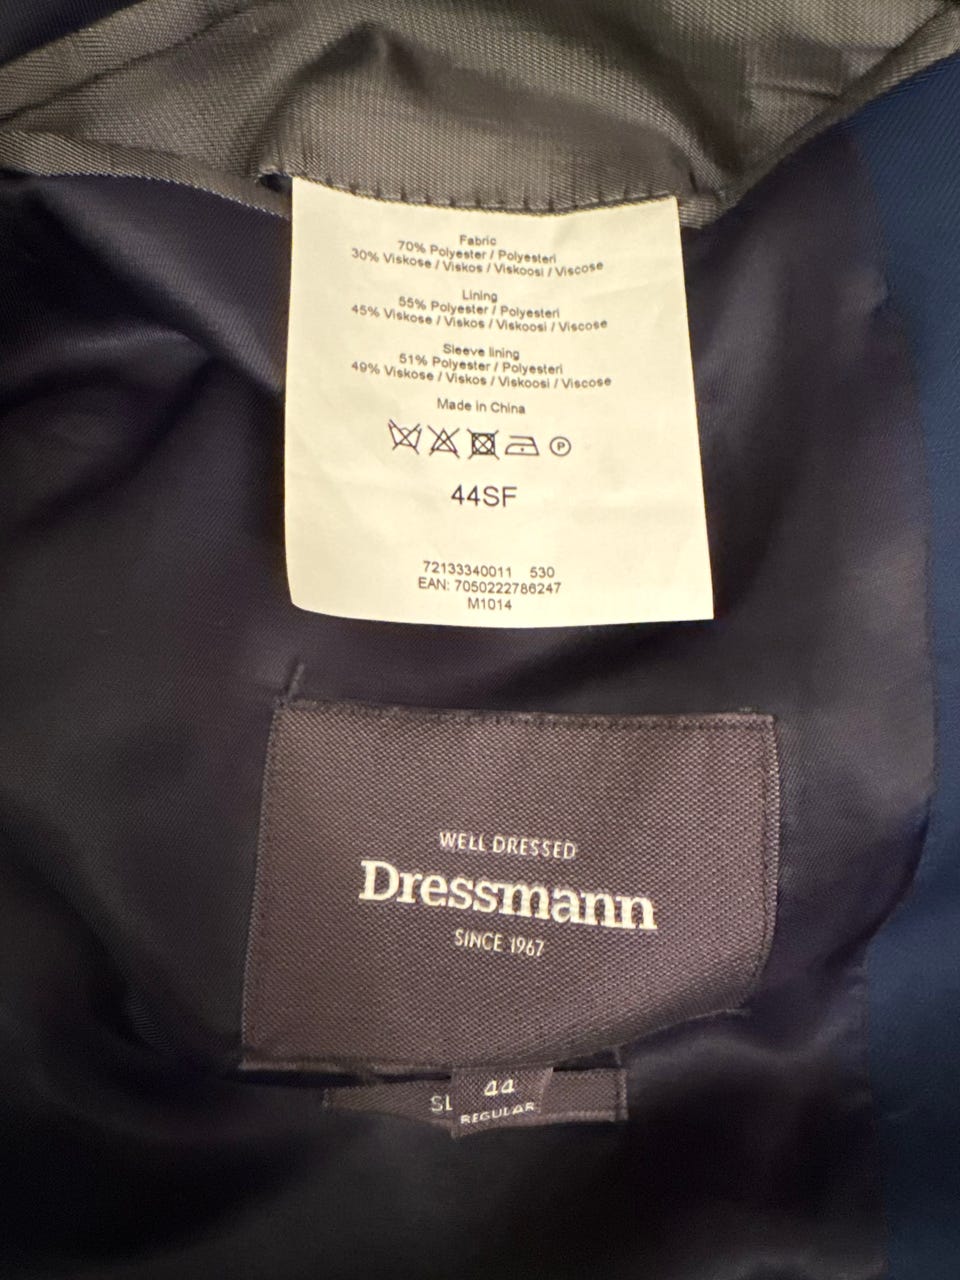 Fabric
70% Polyester / Polyesteri
30% Viskose / Viskos / Viskoosi / Viscose
Lining
55% Polyester / Polyesteri
45% Viskose / Viskos / Viskoosi / Viscose
Sleeve lining
51% Polyester / Polyesteri
49% Viskose / Viskos / Viskoosi / Viscose
Made in China
P
44SF
72133340011 530
EAN: 7050222786247
M1014
WELL DRESSED
Dressmann
SINCE 1967
44
REGULAR